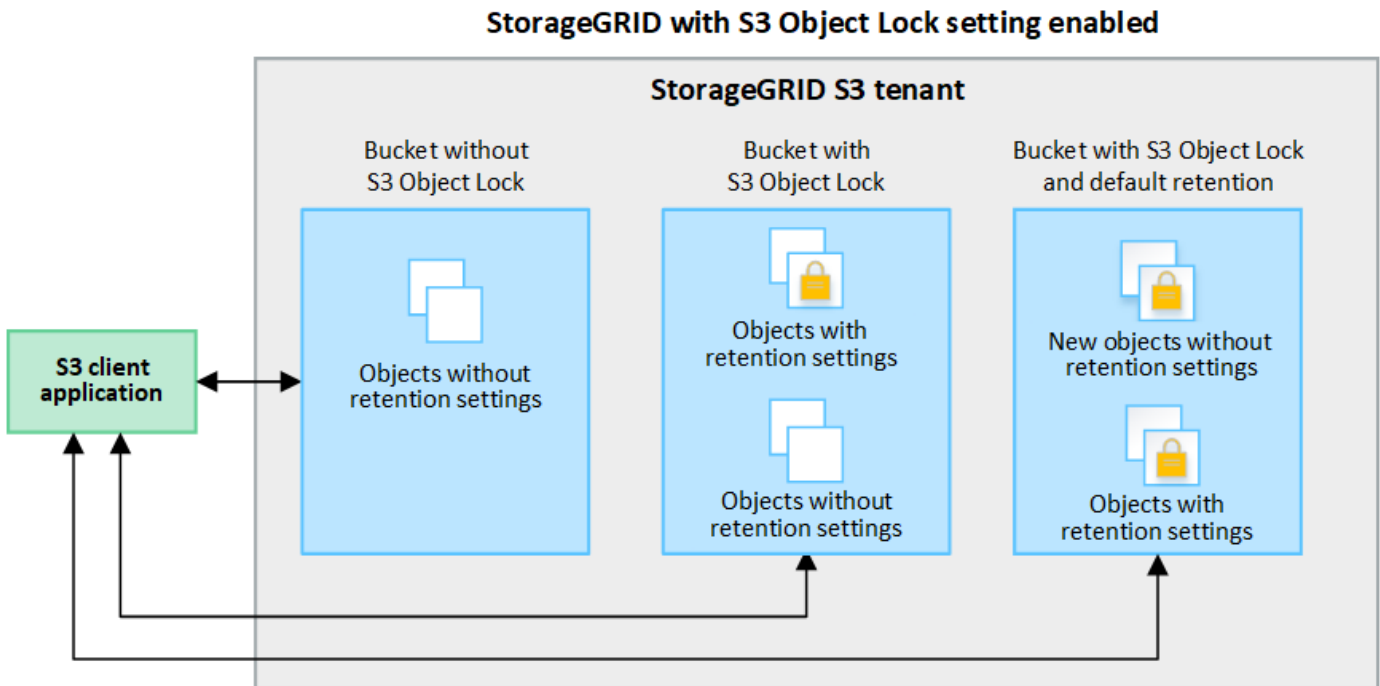 StorageGRID with S3 Object Lock setting enabled
StorageGRID S3 tenant
Bucket without
S3 Object Lock
Bucket with
S3 Object Lock
Bucket with S3 Object Lock
and default retention
S3 client
application
Objects without
retention settings
Objects with
retention settings
Objects without
retention settings
New objects without
retention settings
Objects with
retention settings